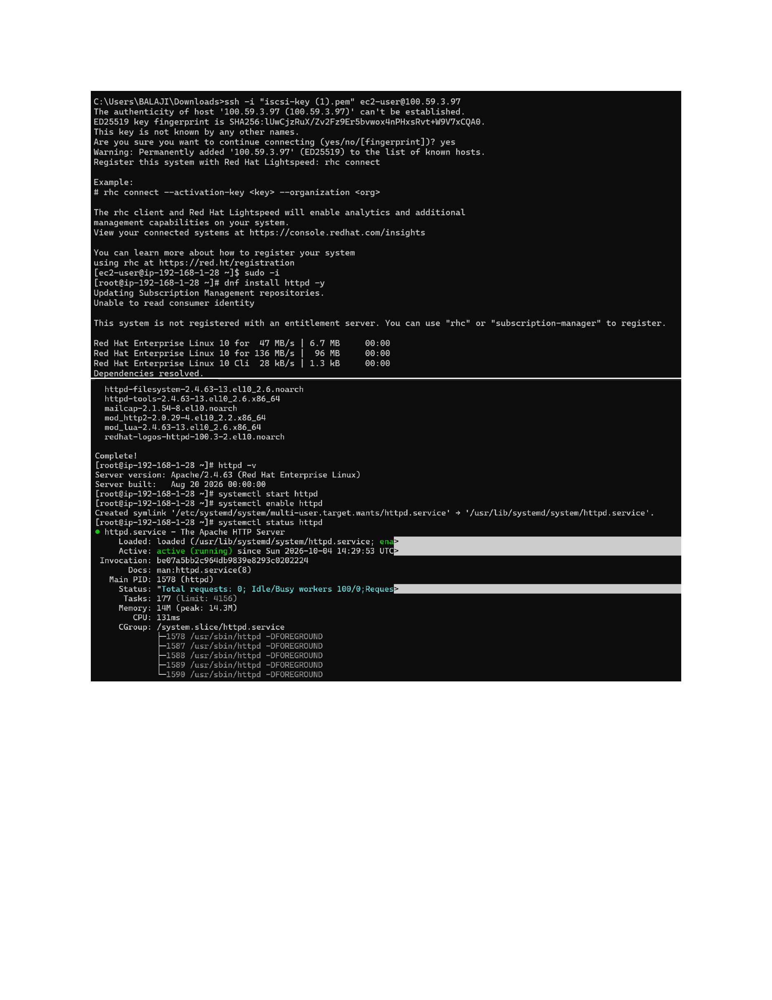 C:\Users\BALAJI\Downloads>ssh -i "iscsi-key (1).pem" ec2-user@100.59.3.97
The authenticity of host '100.59.3.97 (100.59.3.97)' can't be established.
ED25519 key fingerprint is SHA256:lUwCjzRuX/Zv2Fz9Er5bvwox4nPHxsRvt+W9V7xCQA0.
This key is not known by any other names.
Are you sure you want to continue connecting (yes/no/[fingerprint])? yes
Warning: Permanently added '100.59.3.97' (ED25519) to the list of known hosts.
Register this system with Red Hat Lightspeed: rhc connect

Example:
# rhc connect --activation-key <key> --organization <org>

The rhc client and Red Hat Lightspeed will enable analytics and additional
management capabilities on your system.
View your connected systems at https://console.redhat.com/insights

You can learn more about how to register your system
using rhc at https://red.ht/registration
[ec2-user@ip-192-168-1-28 ~]$ sudo -i
[root@ip-192-168-1-28 ~]# dnf install httpd -y
Updating Subscription Management repositories.
Unable to read consumer identity

This system is not registered with an entitlement server. You can use "rhc" or "subscription-manager" to register.

Red Hat Enterprise Linux 10 for  47 MB/s | 6.7 MB     00:00
Red Hat Enterprise Linux 10 for 136 MB/s |  96 MB     00:00
Red Hat Enterprise Linux 10 Cli  28 kB/s | 1.3 kB     00:00
Dependencies resolved.
httpd-filesystem-2.4.63-13.el10_2.6.noarch
httpd-tools-2.4.63-13.el10_2.6.x86_64
mailcap-2.1.54-8.el10.noarch
mod_http2-2.0.29-4.el10_2.2.x86_64
mod_lua-2.4.63-13.el10_2.6.x86_64
redhat-logos-httpd-100.3-2.el10.noarch

Complete!
[root@ip-192-168-1-28 ~]# httpd -v
Server version: Apache/2.4.63 (Red Hat Enterprise Linux)
Server built:   Aug 20 2026 00:00:00
[root@ip-192-168-1-28 ~]# systemctl start httpd
[root@ip-192-168-1-28 ~]# systemctl enable httpd
Created symlink '/etc/systemd/system/multi-user.target.wants/httpd.service' → '/usr/lib/systemd/system/httpd.service'.
[root@ip-192-168-1-28 ~]# systemctl status httpd
● httpd.service - The Apache HTTP Server
Loaded: loaded (/usr/lib/systemd/system/httpd.service; ena>
Active: active (running) since Sun 2026-10-04 14:29:53 UTC>
Invocation: be07a5bb2c964db9839e8293c0202224
Docs: man:httpd.service(8)
Main PID: 1578 (httpd)
Status: "Total requests: 0; Idle/Busy workers 100/0;Reques>
Tasks: 177 (limit: 4156)
Memory: 14M (peak: 14.3M)
CPU: 131ms
CGroup: /system.slice/httpd.service
├─1578 /usr/sbin/httpd -DFOREGROUND
├─1587 /usr/sbin/httpd -DFOREGROUND
├─1588 /usr/sbin/httpd -DFOREGROUND
├─1589 /usr/sbin/httpd -DFOREGROUND
└─1590 /usr/sbin/httpd -DFOREGROUND